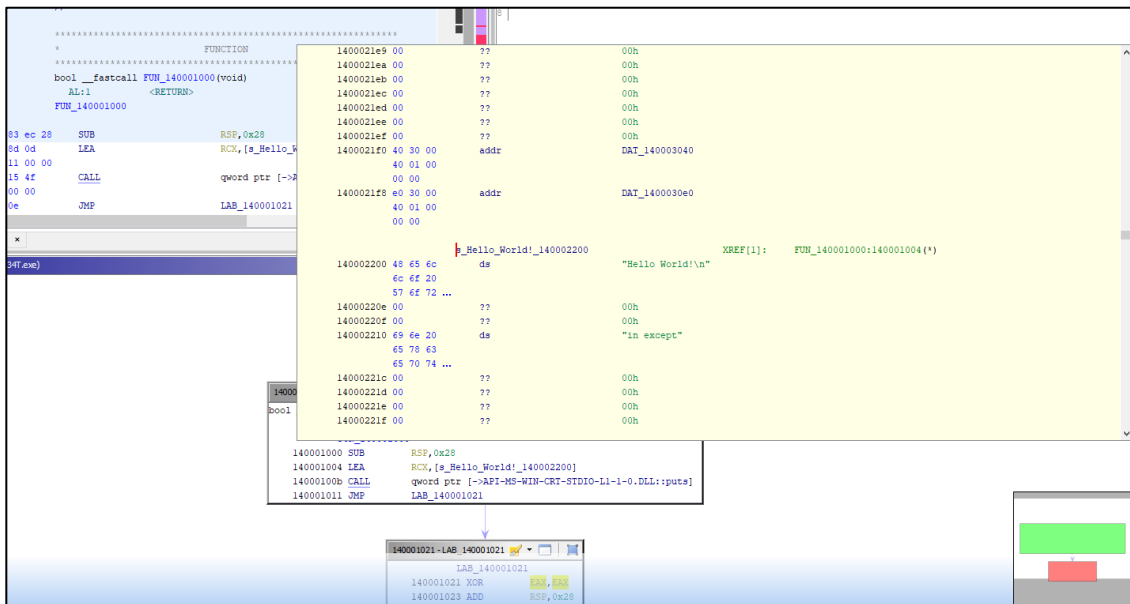 *                          FUNCTION
bool __fastcall FUN_140001000(void)
AL:1 <RETURN>
FUN_140001000
83 ec 28 SUB RSP,0x28
8d 0d LEA RCX,[s_Hello_W
11 00 00
15 4f CALL qword ptr [->A
00 00
0e JMP LAB_140001021
34T.exe)
1400021e9 00 ?? 00h
1400021ea 00 ?? 00h
1400021eb 00 ?? 00h
1400021ec 00 ?? 00h
1400021ed 00 ?? 00h
1400021ee 00 ?? 00h
1400021ef 00 ?? 00h
1400021f0 40 30 00 addr DAT_140003040
40 01 00
00 00
1400021f8 e0 30 00 addr DAT_1400030e0
40 01 00
00 00
s_Hello_World!_140002200 XREF[1]: FUN_140001000:140001004(*)
140002200 48 65 6c ds "Hello World!\n"
6c 6f 20
57 6f 72 ...
14000220e 00 ?? 00h
14000220f 00 ?? 00h
140002210 69 6e 20 ds "in except"
65 78 63
65 70 74 ...
14000221c 00 ?? 00h
14000221d 00 ?? 00h
14000221e 00 ?? 00h
14000221f 00 ?? 00h
14000
bool
140001000 SUB RSP,0x28
140001004 LEA RCX,[s_Hello_World!_140002200]
14000100b CALL qword ptr [->API-MS-WIN-CRT-STDIO-L1-1-0.DLL::puts]
140001011 JMP LAB_140001021
140001021 - LAB_140001021
LAB_140001021
140001021 XOR EAX,EAX
140001023 ADD RSP,0x28